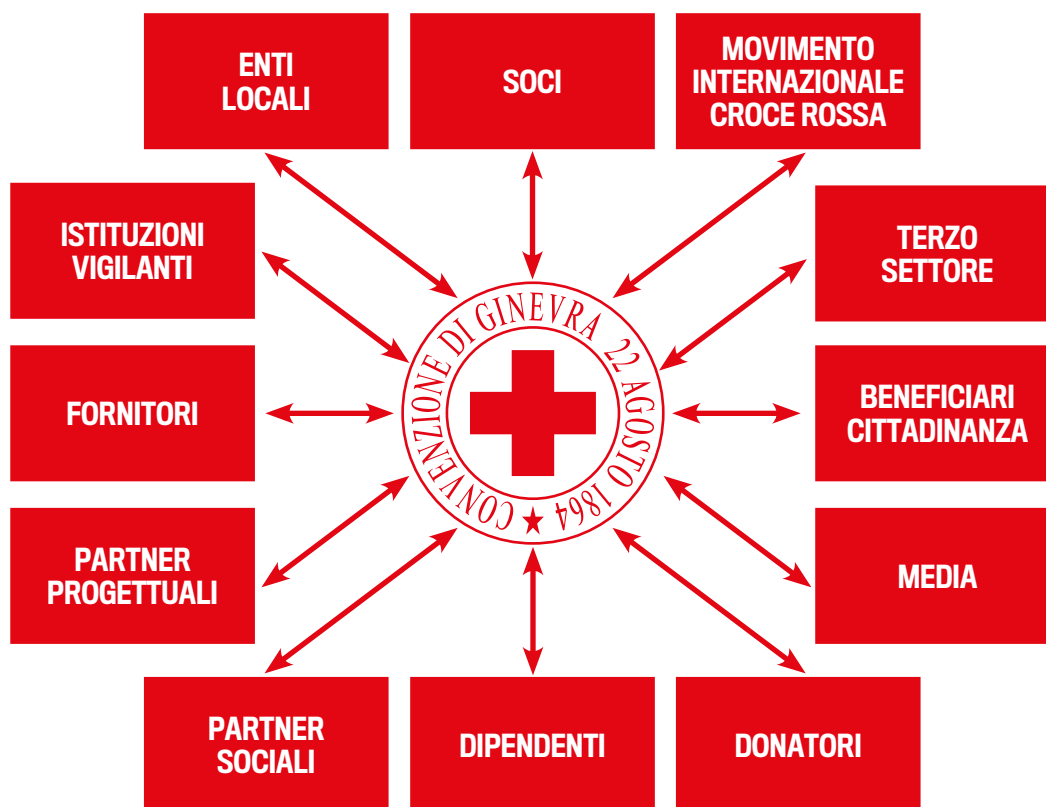 ENTI
LOCALI
SOCI
MOVIMENTO
INTERNAZIONALE
CROCE ROSSA
ISTITUZIONI
VIGILANTI
TERZO
SETTORE
CONVENZIONE DI GINEVRA 22 AGOSTO 1864 ★
FORNITORI
BENEFICIARI
CITTADINANZA
PARTNER
PROGETTUALI
MEDIA
PARTNER
SOCIALI
DIPENDENTI
DONATORI